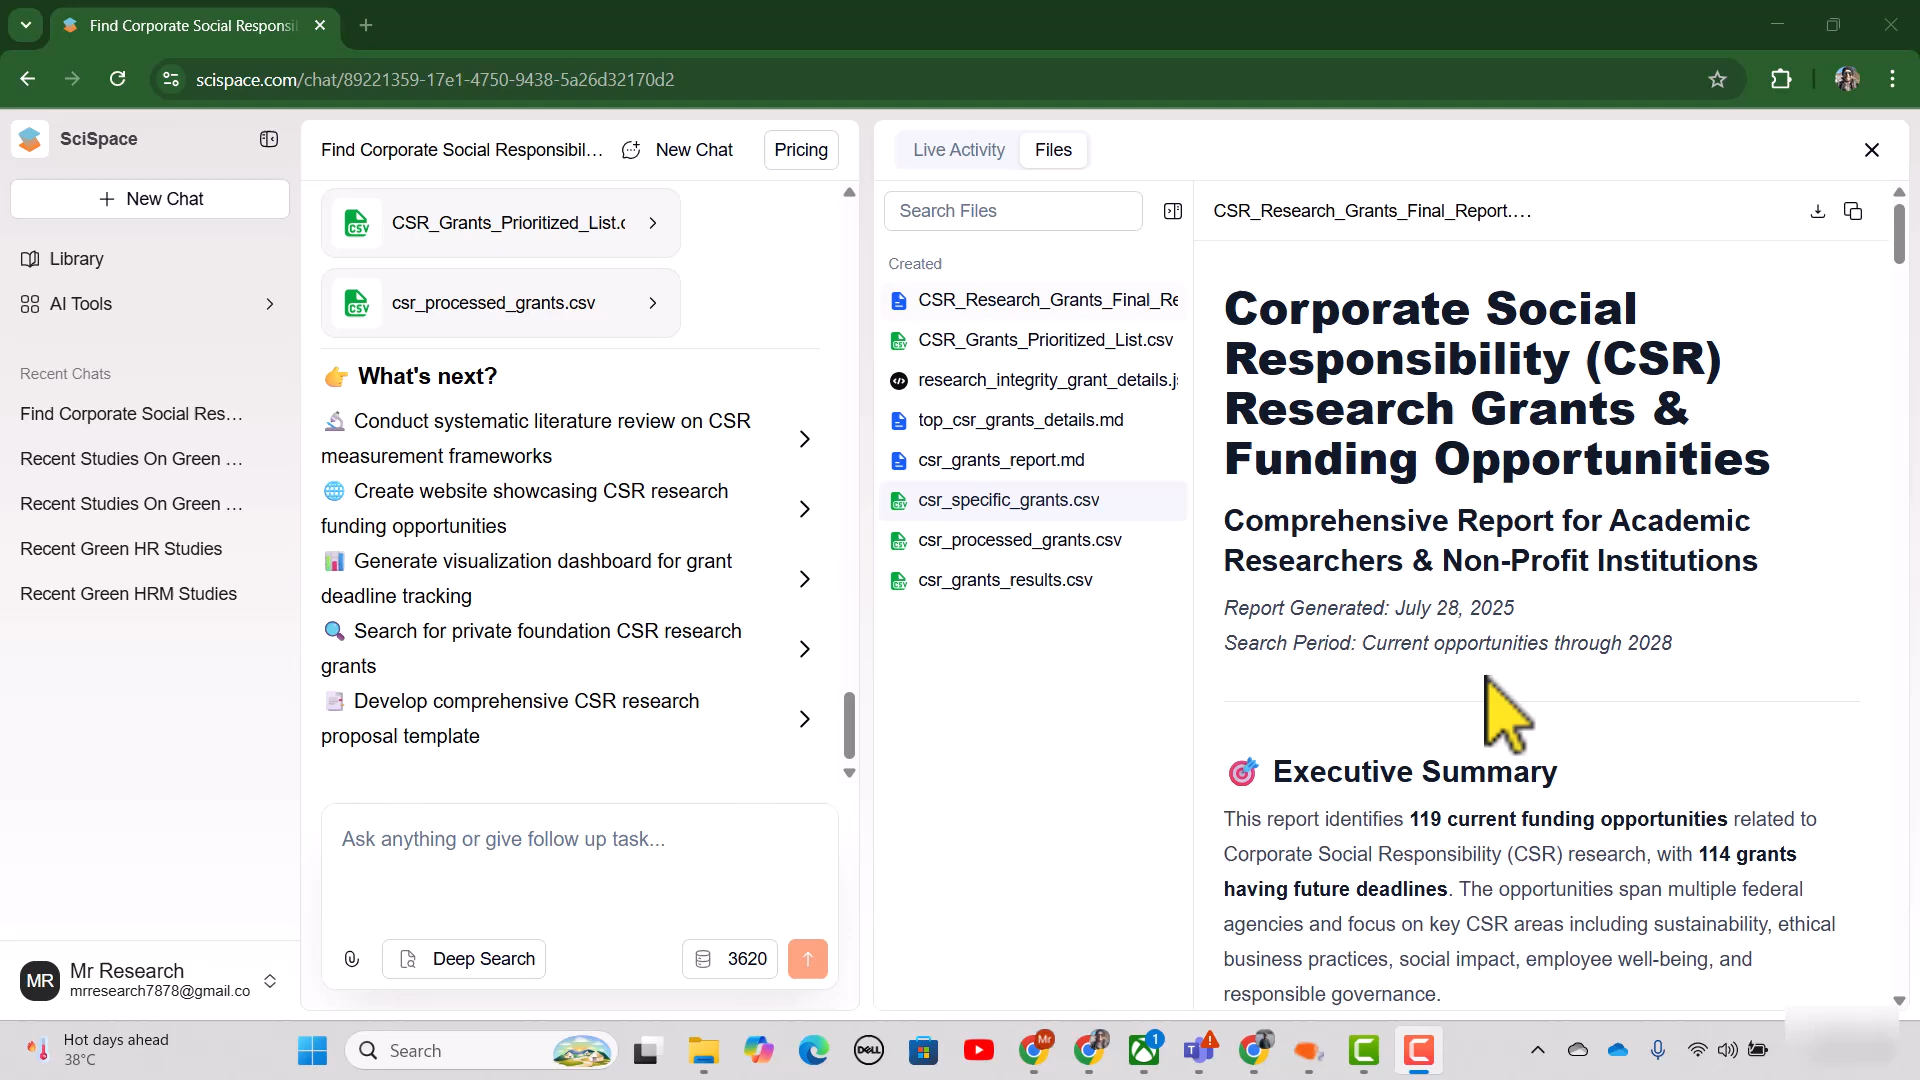 Find Corporate Social Responsi
scispace.com/chat/89221359-17e1-4750-9438-5a26d32170d2
SciSpace
New Chat
Library
AI Tools
Recent Chats
Find Corporate Social Res...
Recent Studies On Green ...
Recent Studies On Green ...
Recent Green HR Studies
Recent Green HRM Studies
MR
Mr Research
mrresearch7878@gmail.co
Find Corporate Social Responsibil...
New Chat
Pricing
CSV
CSR_Grants_Prioritized_List.c
CSV
csr_processed_grants.csv
What's next?
Conduct systematic literature review on CSR
measurement frameworks
Create website showcasing CSR research
funding opportunities
Generate visualization dashboard for grant
deadline tracking
Search for private foundation CSR research
grants
Develop comprehensive CSR research
proposal template
Ask anything or give follow up task...
Deep Search
3620
Live Activity
Files
Search Files
Created
CSR_Research_Grants_Final_Re
CSR_Grants_Prioritized_List.csv
research_integrity_grant_details.js
top_csr_grants_details.md
csr_grants_report.md
csr_specific_grants.csv
csr_processed_grants.csv
csr_grants_results.csv
CSR_Research_Grants_Final_Report....
Corporate Social
Responsibility (CSR)
Research Grants &
Funding Opportunities
Comprehensive Report for Academic
Researchers & Non-Profit Institutions
Report Generated: July 28, 2025
Search Period: Current opportunities through 2028
Executive Summary
This report identifies 119 current funding opportunities related to
Corporate Social Responsibility (CSR) research, with 114 grants
having future deadlines. The opportunities span multiple federal
agencies and focus on key CSR areas including sustainability, ethical
business practices, social impact, employee well-being, and
responsible governance.
Hot days ahead
38°C
Search
DELL
Mr
1